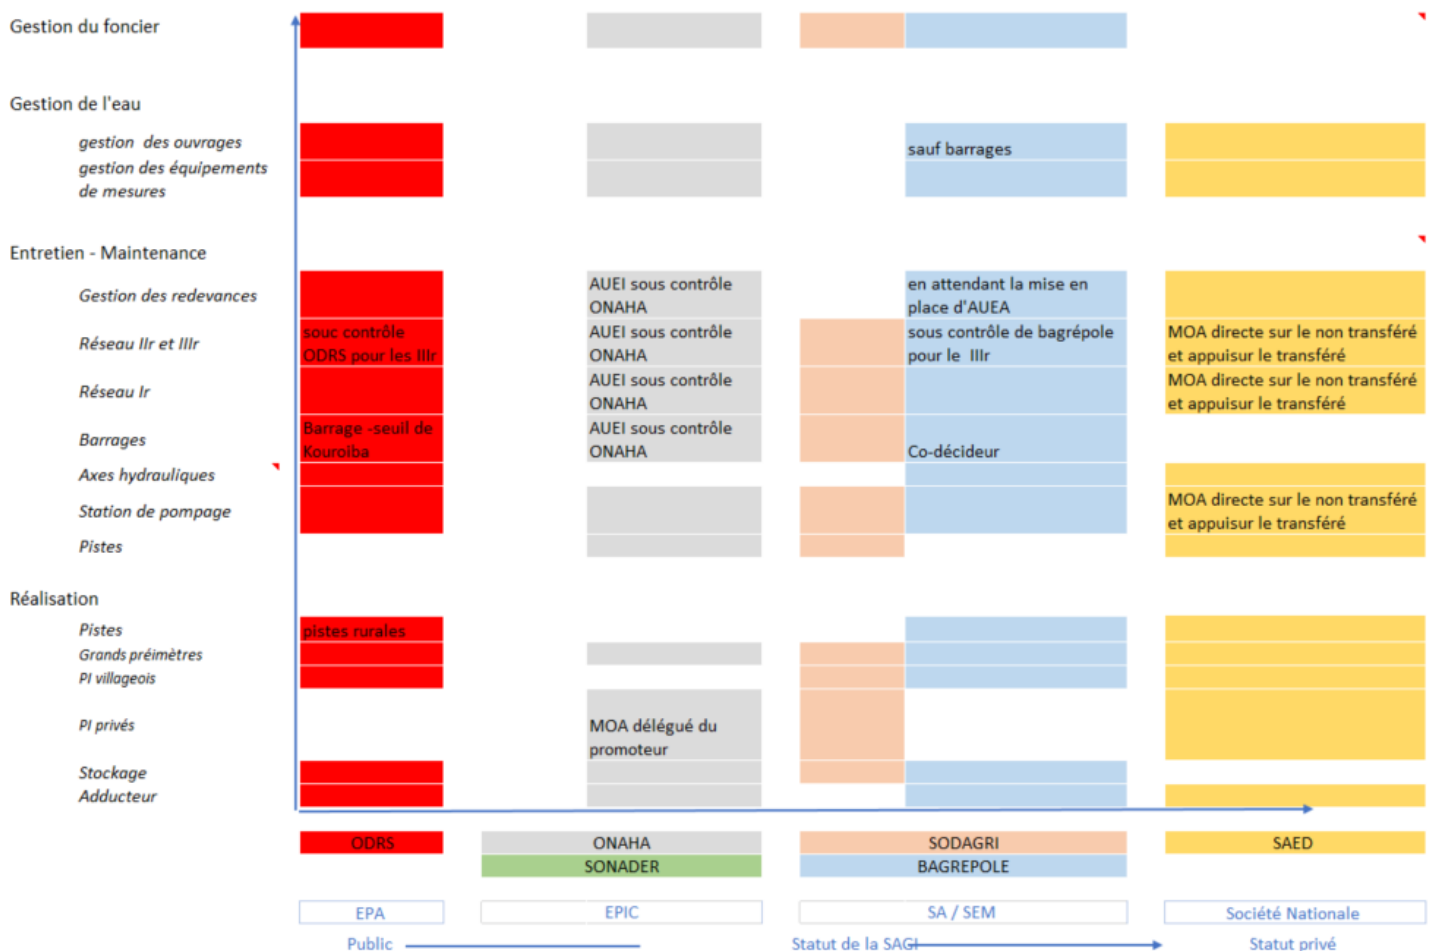 Gestion du foncier
Gestion de l'eau
gestion des ouvrages
sauf barrages
gestion des équipements
de mesures
Entretien - Maintenance
Gestion des redevances
AUEI sous contrôle
ONAHA
en attendant la mise en
place d'AUEA
Réseau IIr et IIIr
souc contrôle
ODRS pour les IIIr
AUEI sous contrôle
ONAHA
sous contrôle de bagrépole
pour le IIIr
MOA directe sur le non transféré
et appuisur le transféré
Réseau Ir
AUEI sous contrôle
ONAHA
MOA directe sur le non transféré
et appuisur le transféré
Barrages
Barrage -seuil de
Kouroïba
AUEI sous contrôle
ONAHA
Co-décideur
Axes hydrauliques
Station de pompage
MOA directe sur le non transféré
et appuisur le transféré
Pistes
Réalisation
Pistes
pistes rurales
Grands préimètres
PI villageois
PI privés
MOA délégué du
promoteur
Stockage
Adducteur
ODRS
ONAHA
SODAGRI
SAED
SONADER
BAGREPOLE
EPA
EPIC
SA / SEM
Société Nationale
Public
Statut de la SAGI
Statut privé